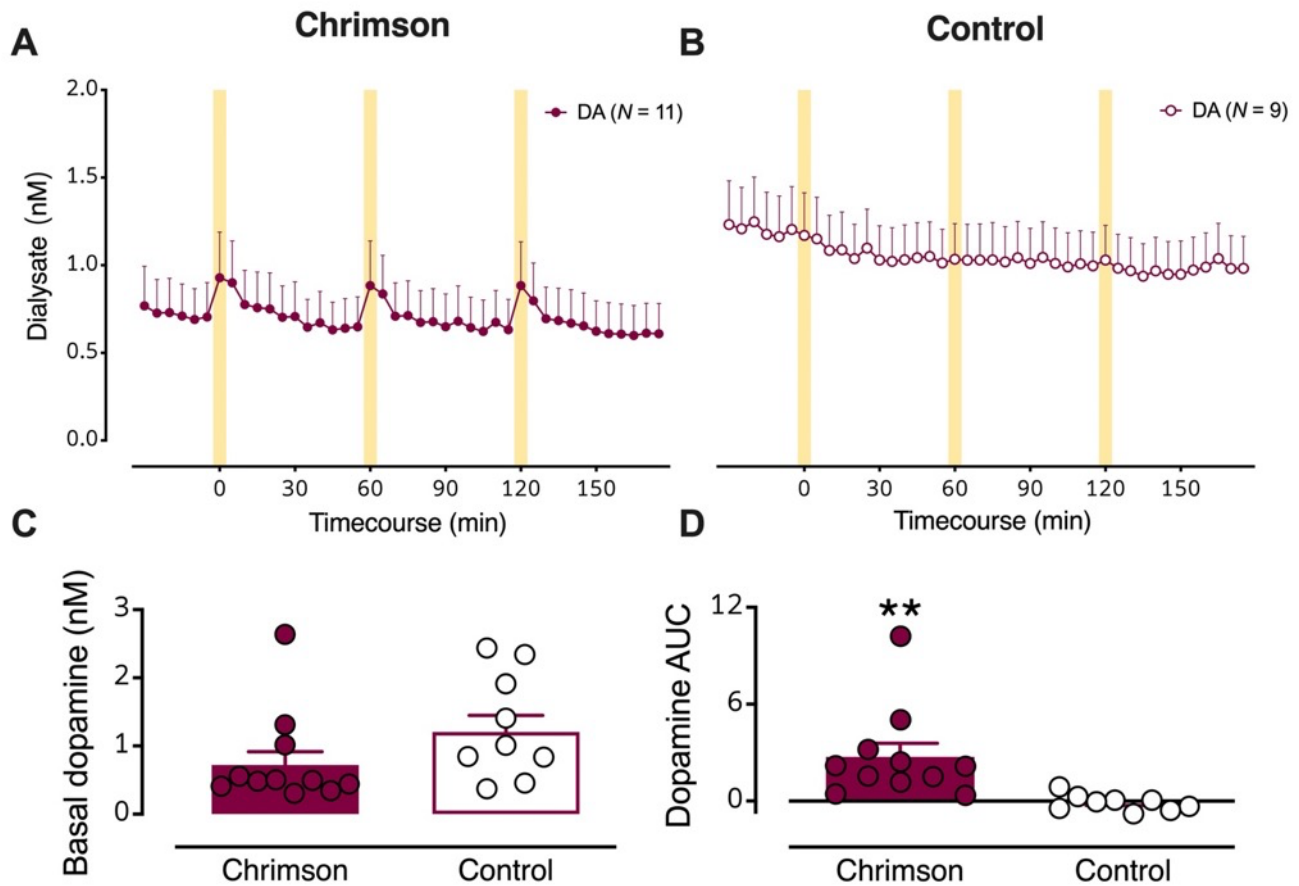 Chrimson
Control
A
B
2.0
1.5
1.0
0.5
0.0
Dialysate (nM)
DA (N = 11)
DA (N = 9)
0 30 60 90 120 150
0 30 60 90 120 150
Timecourse (min)
Timecourse (min)
C
D
3
2
1
0
Basal dopamine (nM)
Chrimson Control
12
6
0
Dopamine AUC
**
Chrimson Control